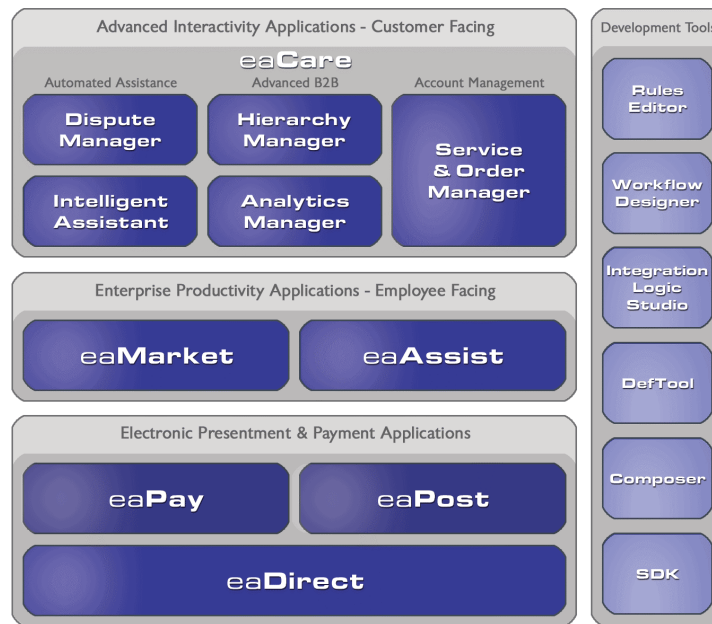 Advanced Interactivity Applications - Customer Facing
eaCare
Automated Assistance
Dispute
Manager
Intelligent
Assistant
Advanced B2B
Hierarchy
Manager
Analytics
Manager
Account Management
Service
& Order
Manager
Enterprise Productivity Applications - Employee Facing
eaMarket
eaAssist
Electronic Presentment & Payment Applications
eaPay
eaPost
eaDirect
Development Tools
Rules
Editor
Workflow
Designer
Integration
Logic
Studio
DefTool
Composer
SDK